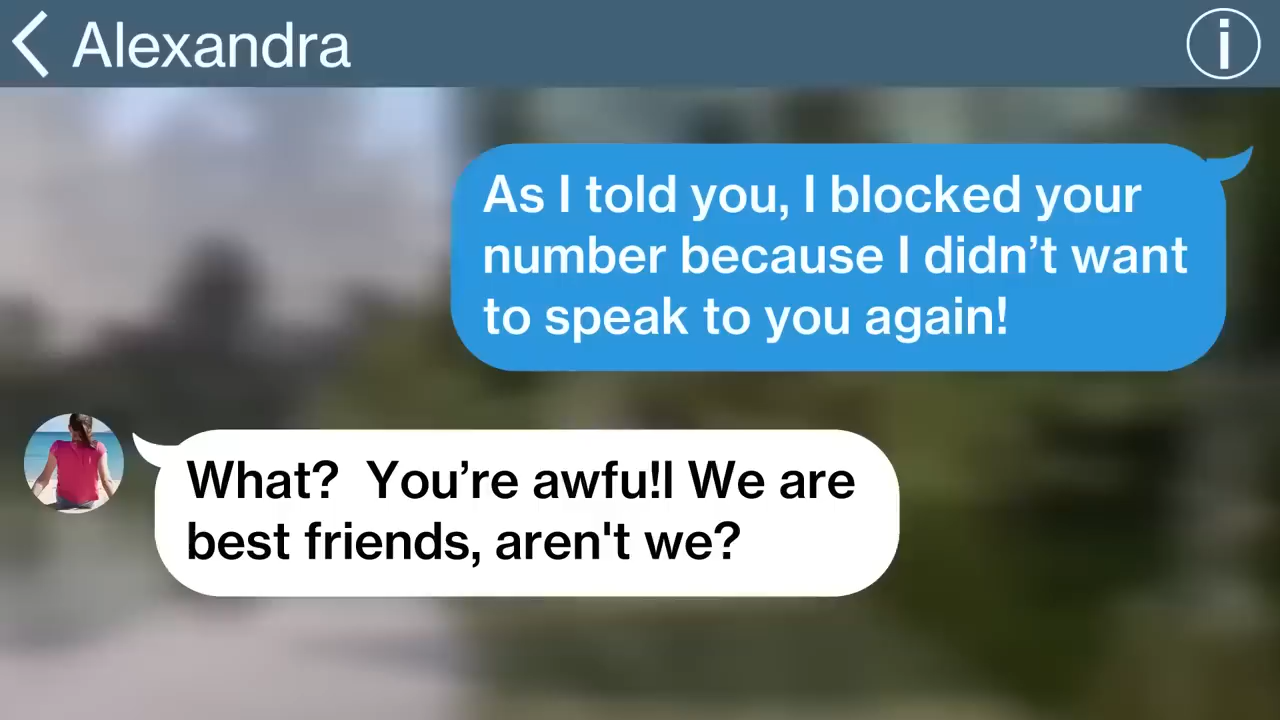 Alexandra
As I told you, I blocked your
number because I didn’t want
to speak to you again!
What?  You’re awfu!l We are
best friends, aren't we?